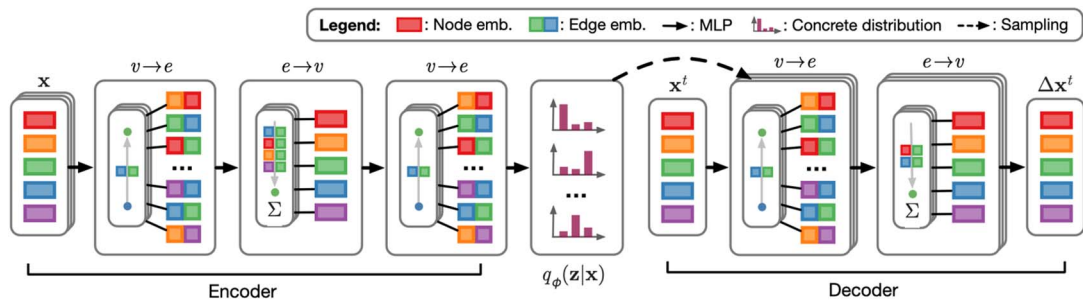 Legend: : Node emb. : Edge emb. : MLP : Concrete distribution : Sampling
x v→e e→v v→e x^t v→e e→v Δx^t
... ... ... ...
Σ Σ
q_ϕ(z|x)
Encoder Decoder